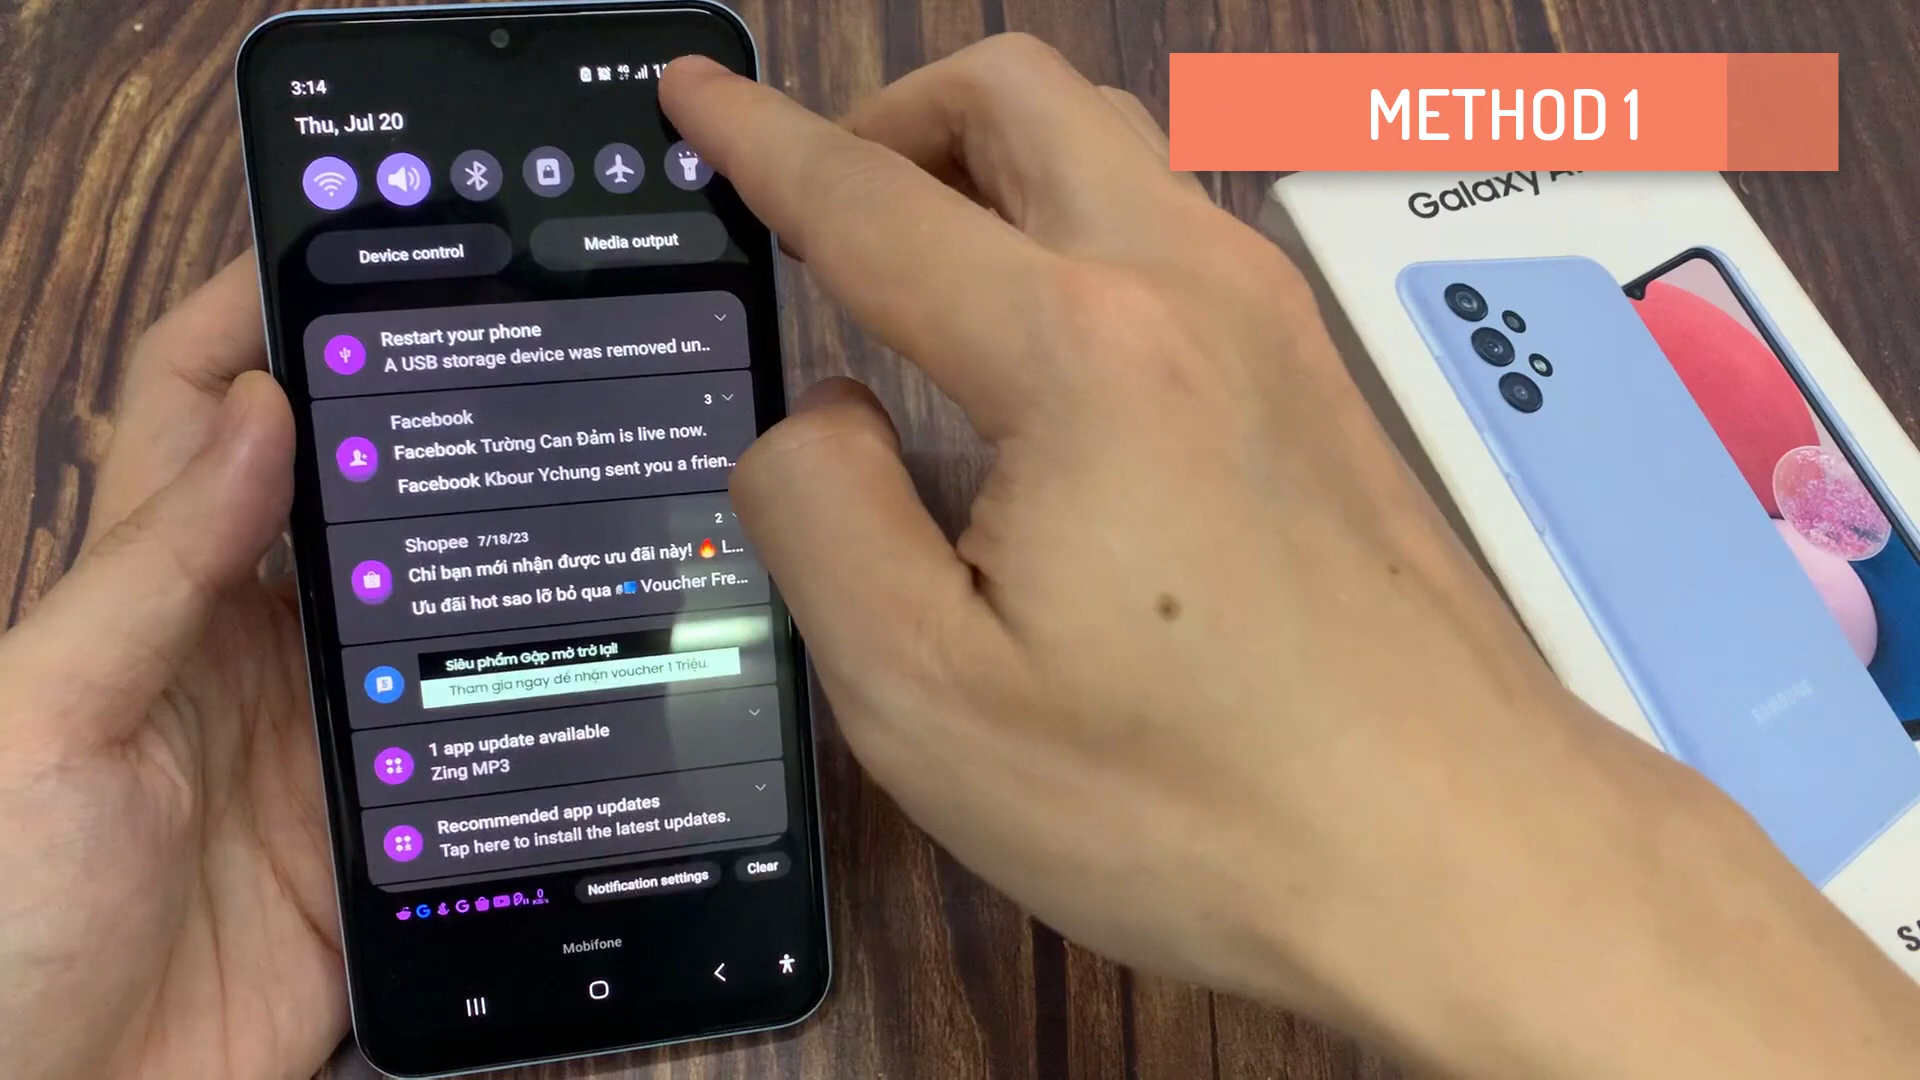 METHOD 1
3:14
Thu, Jul 20
Device control
Media output
Restart your phone
A USB storage device was removed un..
Facebook
3
Facebook Tường Can Đảm is live now.
Facebook Kbour Ychung sent you a frien..
Shopee 7/18/23
2
Chỉ bạn mới nhận được ưu đãi này! 🔥 L...
Ưu đãi hot sao lỡ bỏ qua Voucher Fre...
Siêu phẩm Gập mở trở lại!
Tham gia ngay để nhận voucher 1 Triệu.
1 app update available
Zing MP3
Recommended app updates
Tap here to install the latest updates.
Notification settings
Clear
Mobifone
Galaxy
SAMSUNG